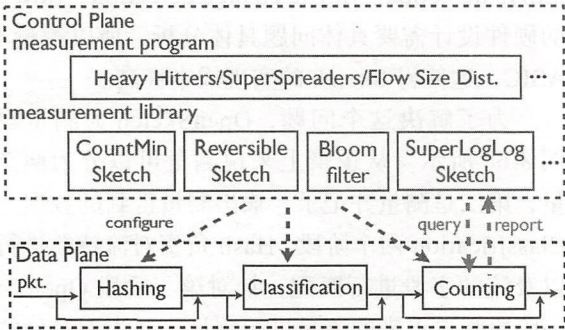 Control Plane
measurement program
Heavy Hitters/SuperSpreaders/Flow Size Dist. ...
measurement library
CountMin
Sketch
Reversible
Sketch
Bloom
filter
SuperLogLog
Sketch
...
configure
query
report
Data Plane
pkt.
Hashing
Classification
Counting